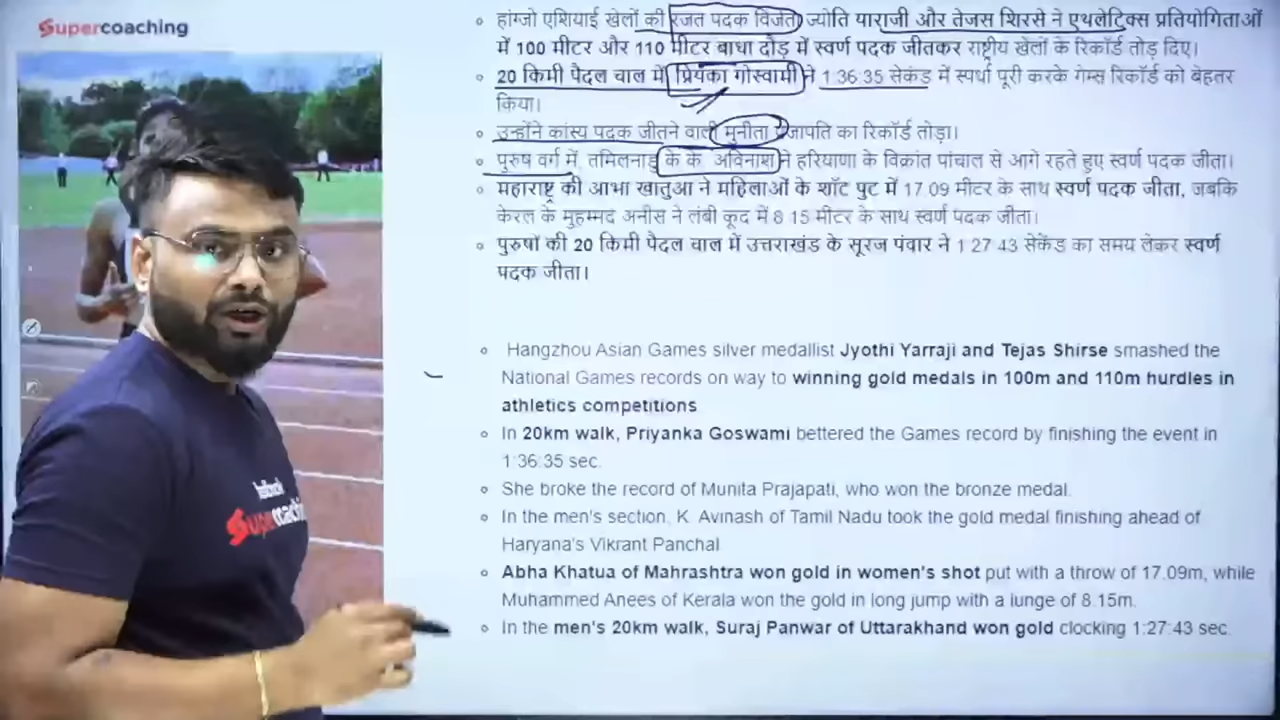 Supercoaching
हांग्जो एशियाई खेलों की रजत पदक विजेता ज्योति याराजी और तेजस शिरसे ने एथलेटिक्स प्रतियोगिताओं
में 100 मीटर और 110 मीटर बाधा दौड़ में स्वर्ण पदक जीतकर राष्ट्रीय खेलों के रिकॉर्ड तोड़ दिए।
20 किमी पैदल चाल में प्रियंका गोस्वामी ने 1:36:35 सेकंड में स्पर्धा पूरी करके गेम्स रिकॉर्ड को बेहतर
किया।
उन्होंने कांस्य पदक जीतने वाली मुनीता प्रजापति का रिकॉर्ड तोड़ा।
पुरुष वर्ग में, तमिलनाडु के के. अविनाश ने हरियाणा के विक्रांत पांचाल से आगे रहते हुए स्वर्ण पदक जीता।
महाराष्ट्र की आभा खातुआ ने महिलाओं के शॉट पुट में 17.09 मीटर के साथ स्वर्ण पदक जीता, जबकि
केरल के मुहम्मद अनीस ने लंबी कूद में 8.15 मीटर के साथ स्वर्ण पदक जीता।
पुरुषों की 20 किमी पैदल चाल में उत्तराखंड के सूरज पंवार ने 1:27:43 सेकेंड का समय लेकर स्वर्ण
पदक जीता।
Hangzhou Asian Games silver medallist Jyothi Yarraji and Tejas Shirse smashed the
National Games records on way to winning gold medals in 100m and 110m hurdles in
athletics competitions
In 20km walk, Priyanka Goswami bettered the Games record by finishing the event in
1:36:35 sec.
She broke the record of Munita Prajapati, who won the bronze medal.
In the men's section, K. Avinash of Tamil Nadu took the gold medal finishing ahead of
Haryana's Vikrant Panchal
Abha Khatua of Mahrashtra won gold in women's shot put with a throw of 17.09m, while
Muhammed Anees of Kerala won the gold in long jump with a lunge of 8.15m.
In the men's 20km walk, Suraj Panwar of Uttarakhand won gold clocking 1:27:43 sec.
Supercoaching